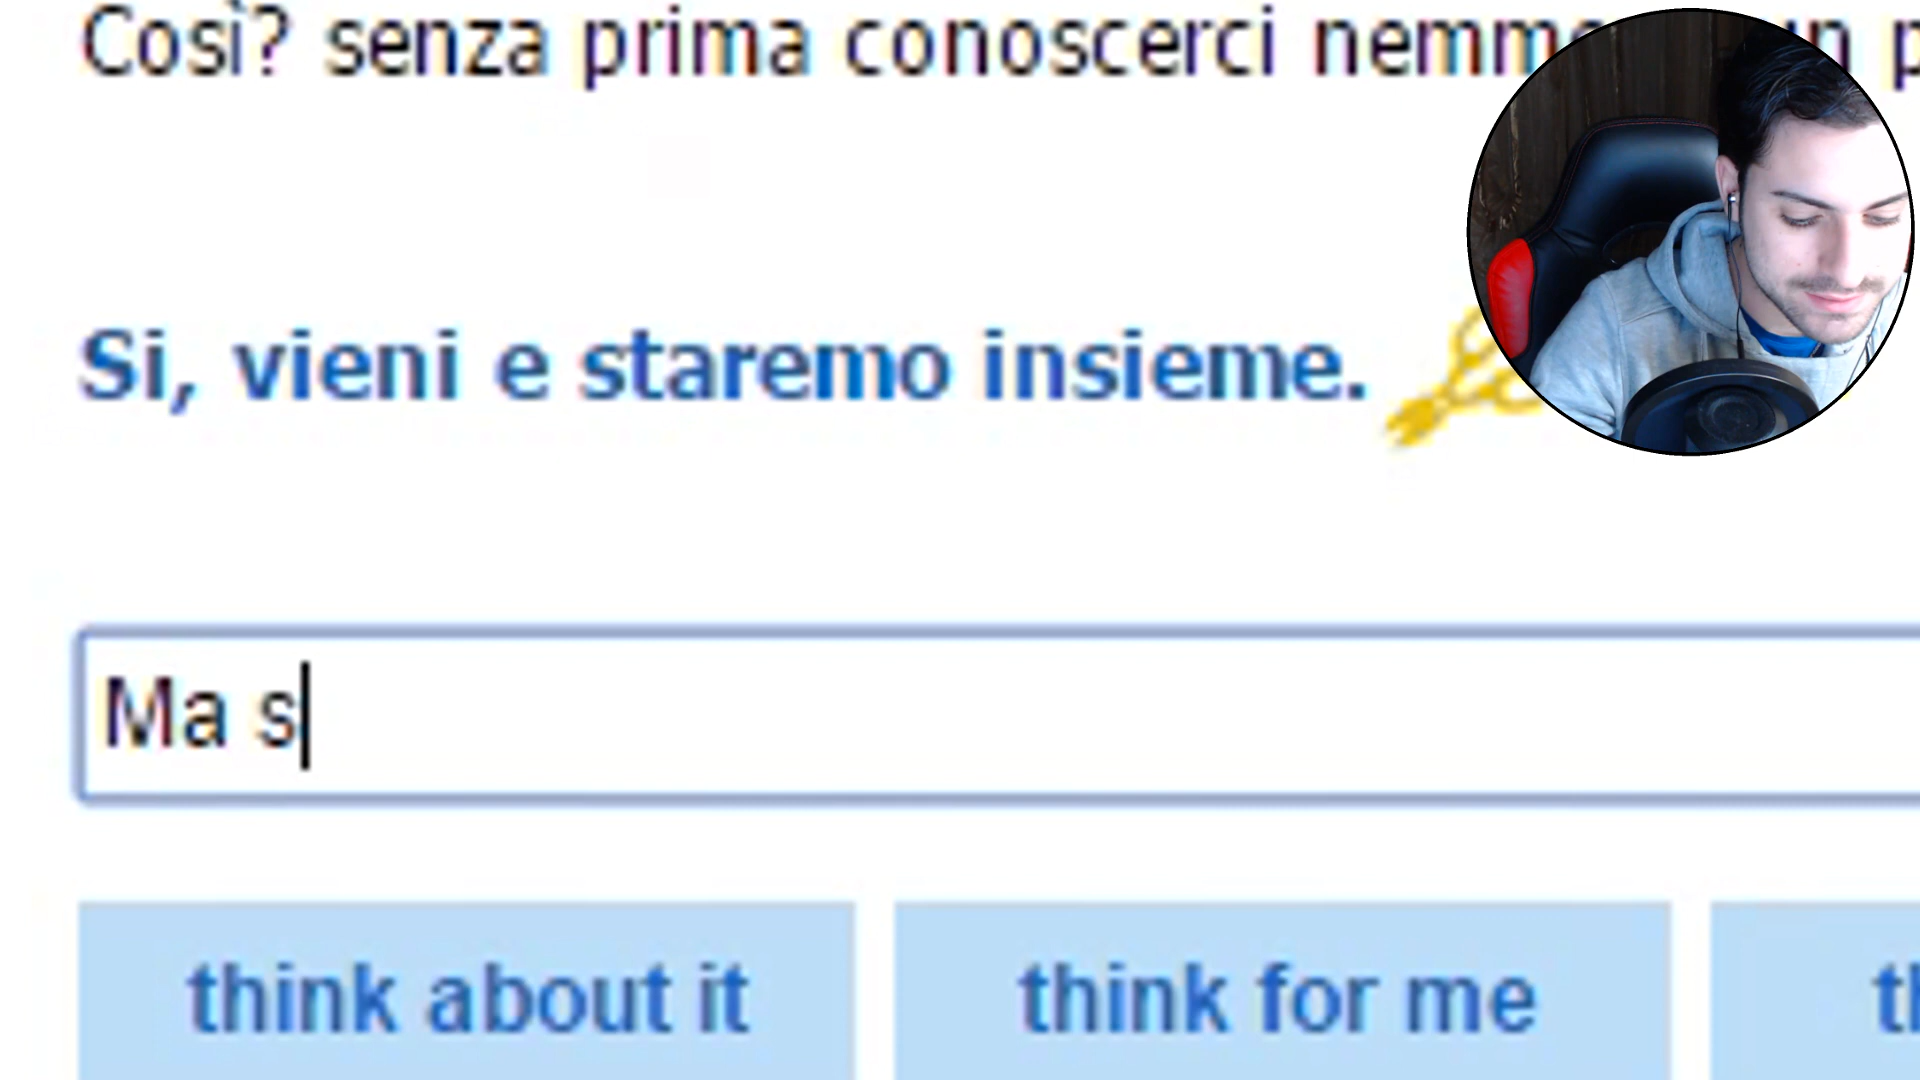 Così? senza prima conoscerci
Si, vieni e staremo insieme.
Ma s
think about it
think for me